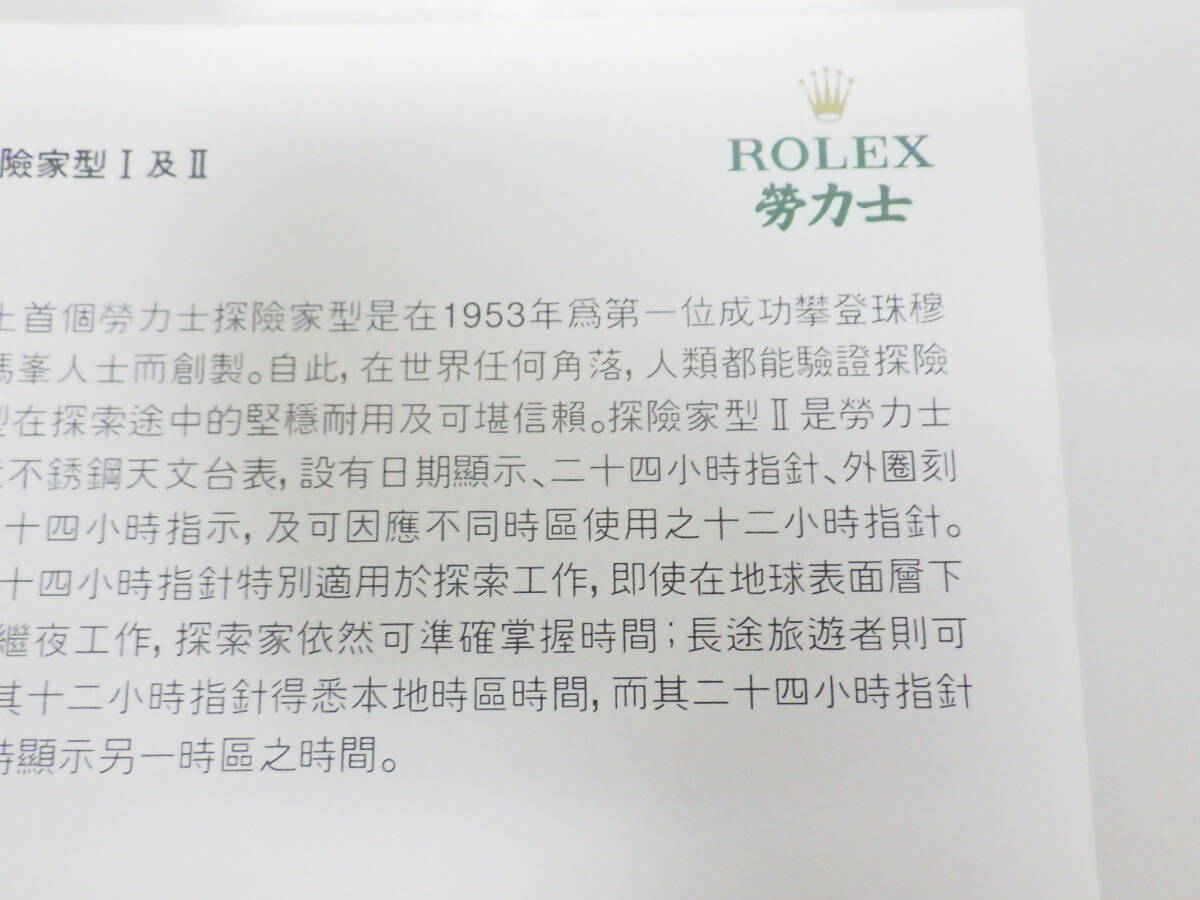 ROLEX
勞力士
險家型 I 及 II
士首個勞力士探險家型是在1953年爲第一位成功攀登珠穆
瑪峯人士而創製。自此, 在世界任何角落, 人類都能驗證探險
型在探索途中的堅穩耐用及可堪信賴。探險家型 II 是勞力士
不銹鋼天文台表, 設有日期顯示、二十四小時指針、外圈刻
十四小時指示, 及可因應不同時區使用之十二小時指針。
十四小時指針特別適用於探索工作, 即使在地球表面層下
繼夜工作, 探索家依然可準確掌握時間; 長途旅遊者則可
其十二小時指針得悉本地時區時間, 而其二十四小時指針
時顯示另一時區之時間。